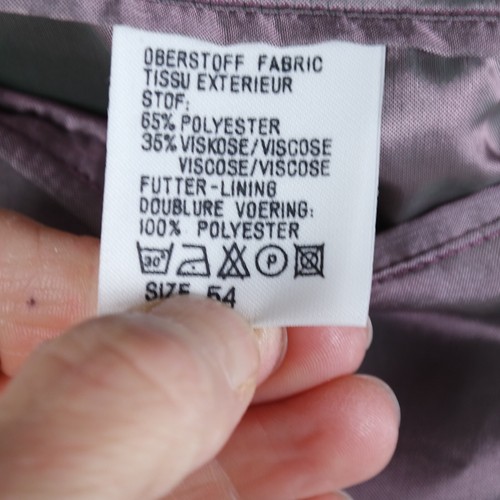 OBERSTOFF FABRIC
TISSU EXTERIEUR
STOF:
65% POLYESTER
35% VISKOSE/VISCOSE
VISCOSE/VISCOSE
FUTTER-LINING
DOUBLURE VOERING:
100% POLYESTER
30° P
SIZE 54